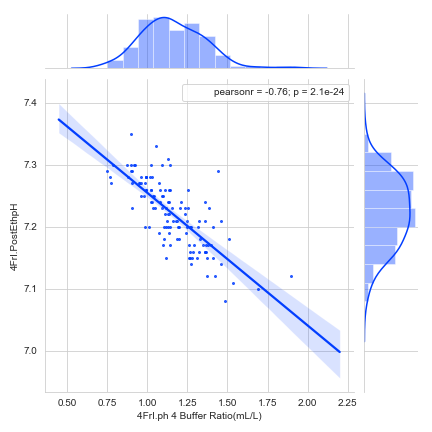 pearsonr = -0.76; p = 2.1e-24
7.4
7.3
7.2
7.1
7.0
4Frl.PostEthpH
0.50 0.75 1.00 1.25 1.50 1.75 2.00 2.25
4Frl.ph 4 Buffer Ratio(mL/L)